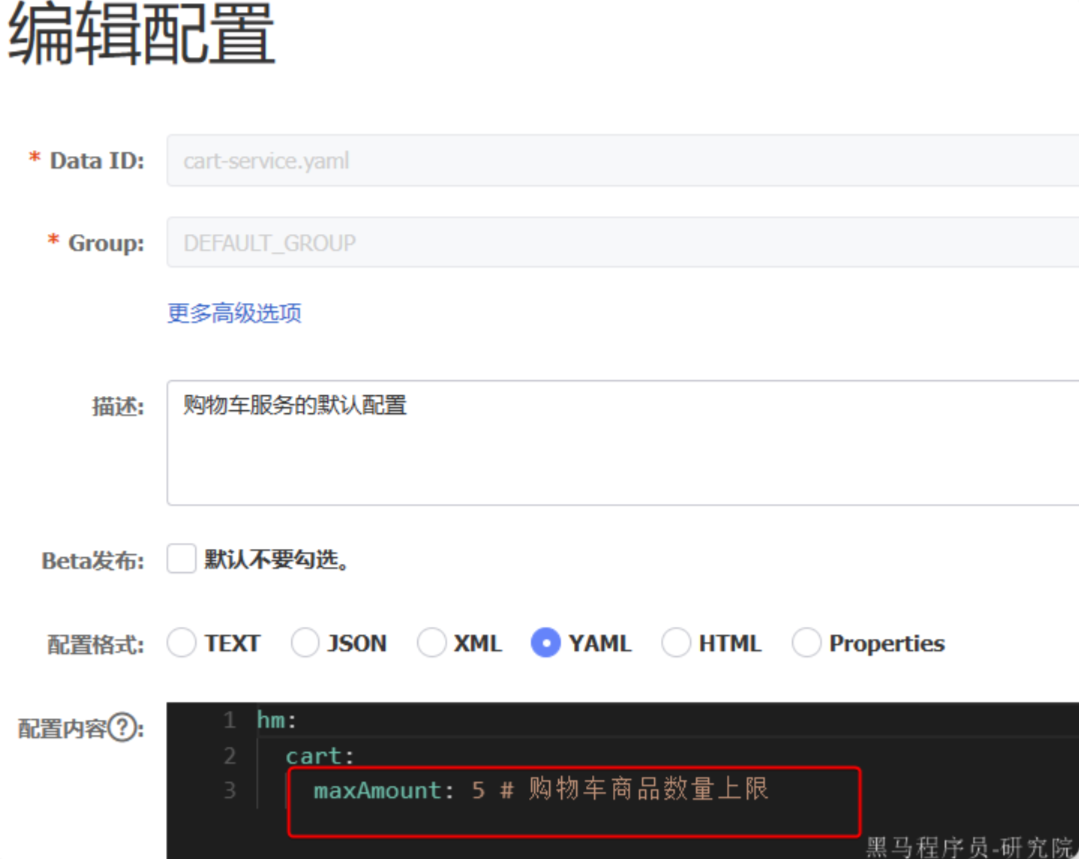 编辑配置
* Data ID: cart-service.yaml
* Group: DEFAULT_GROUP
更多高级选项
描述: 购物车服务的默认配置
Beta发布: 默认不要勾选。
配置格式: TEXT JSON XML YAML HTML Properties
配置内容?: 1 hm:
2 cart:
3 maxAmount: 5 # 购物车商品数量上限
黑马程序员-研究院